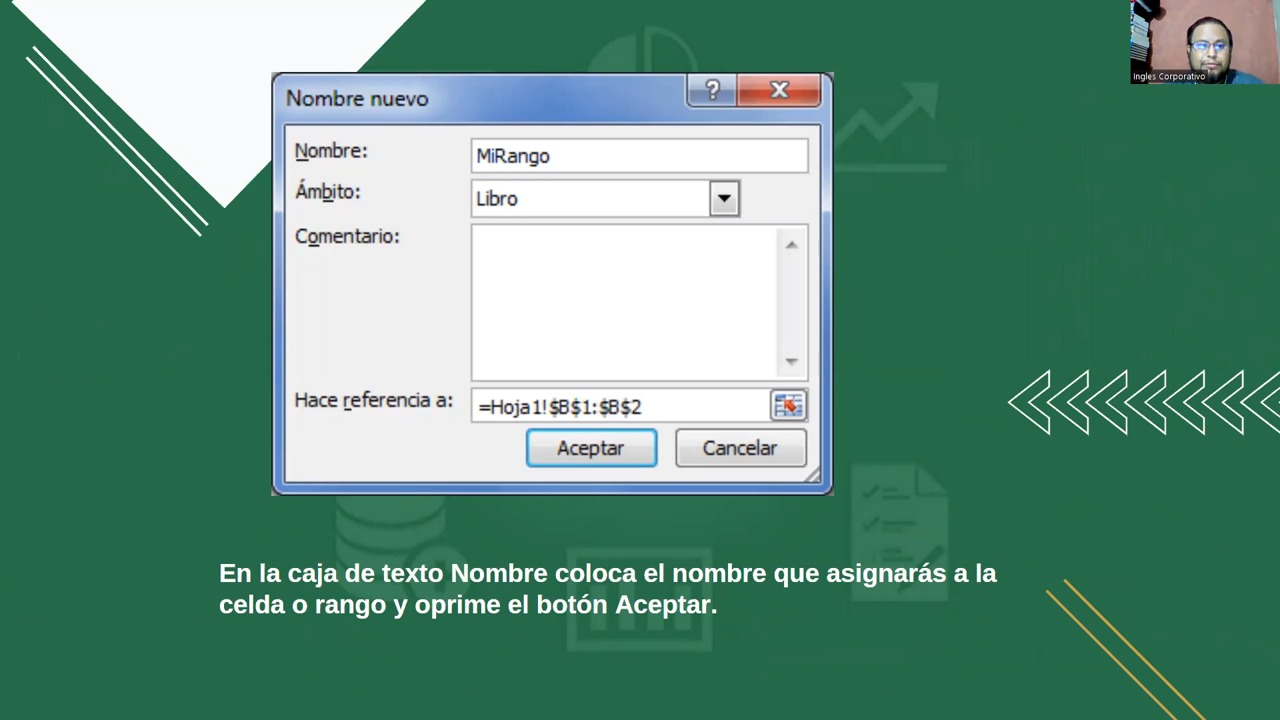 Ingles Corporativo
Nombre nuevo
Nombre: MiRango
Ámbito: Libro
Comentario:
Hace referencia a: =Hoja1!$B$1:$B$2
Aceptar Cancelar
En la caja de texto Nombre coloca el nombre que asignarás a la
celda o rango y oprime el botón Aceptar.